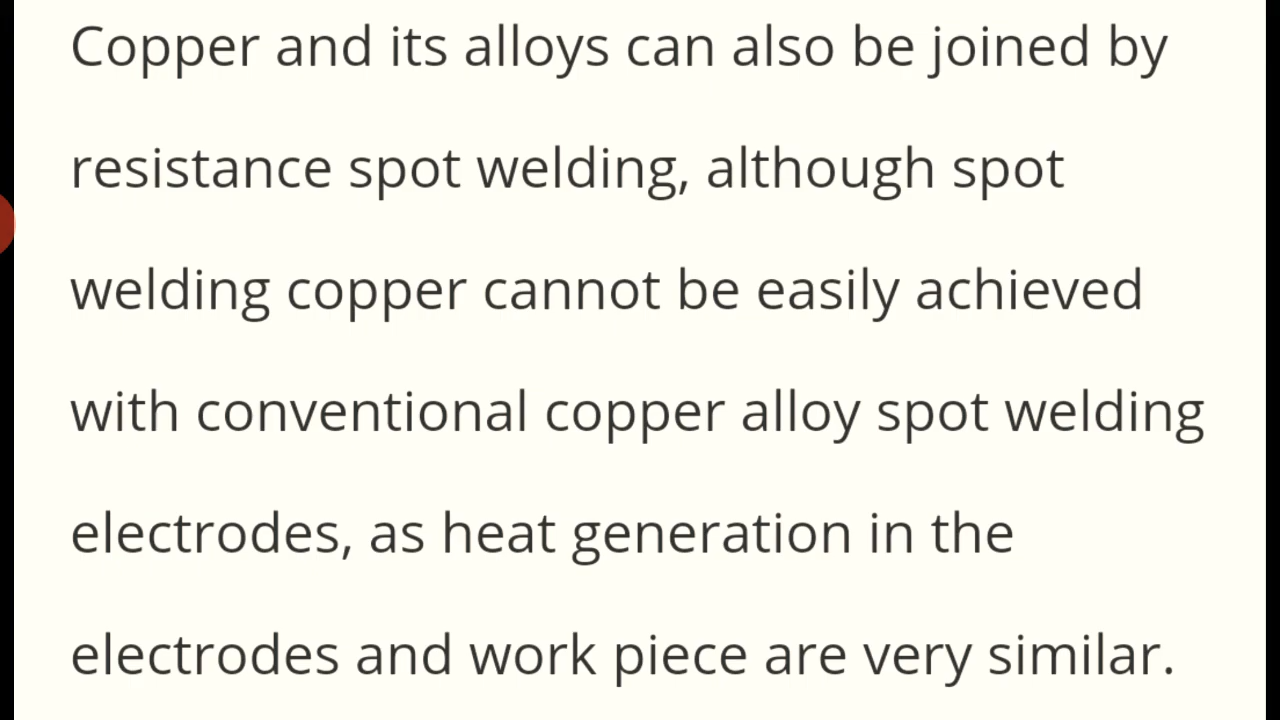 Copper and its alloys can also be joined by
resistance spot welding, although spot
welding copper cannot be easily achieved
with conventional copper alloy spot welding
electrodes, as heat generation in the
electrodes and work piece are very similar.